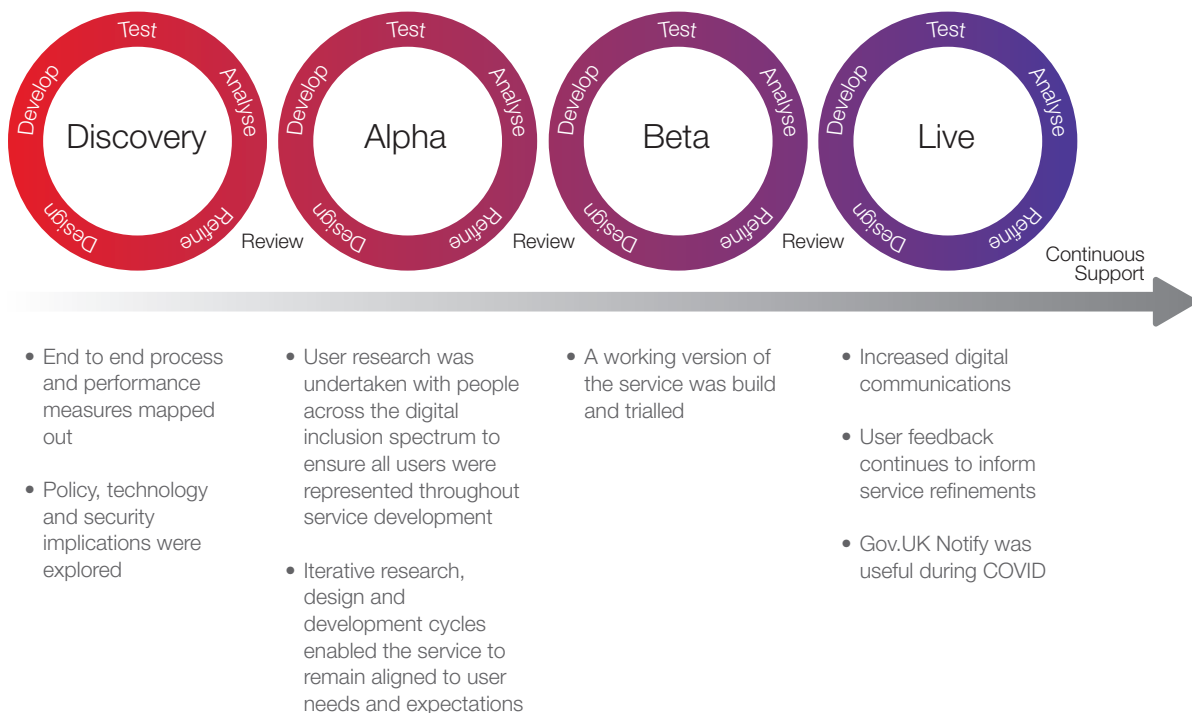 Test
Develop
Analyse
Discovery
Design
Refine
Review
Test
Develop
Analyse
Alpha
Design
Refine
Review
Test
Develop
Analyse
Beta
Design
Refine
Review
Test
Develop
Analyse
Live
Design
Refine
Continuous
Support
• End to end process
and performance
measures mapped
out
• Policy, technology
and security
implications were
explored
• User research was
undertaken with people
across the digital
inclusion spectrum to
ensure all users were
represented throughout
service development
• Iterative research,
design and
development cycles
enabled the service to
remain aligned to user
needs and expectations
• A working version of
the service was build
and trialled
• Increased digital
communications
• User feedback
continues to inform
service refinements
• Gov.UK Notify was
useful during COVID